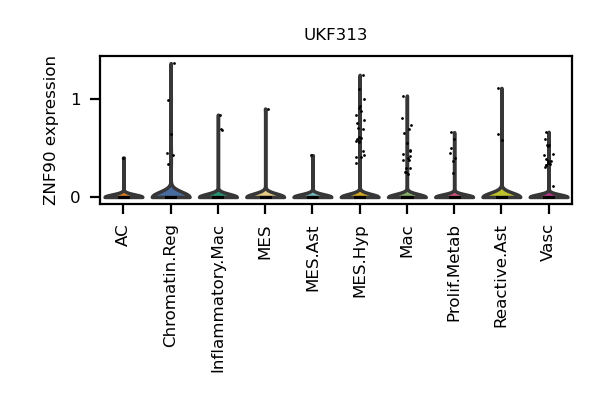 UKF313
ZNF90 expression
1
0
AC
Chromatin.Reg
Inflammatory.Mac
MES
MES.Ast
MES.Hyp
Mac
Prolif.Metab
Reactive.Ast
Vasc